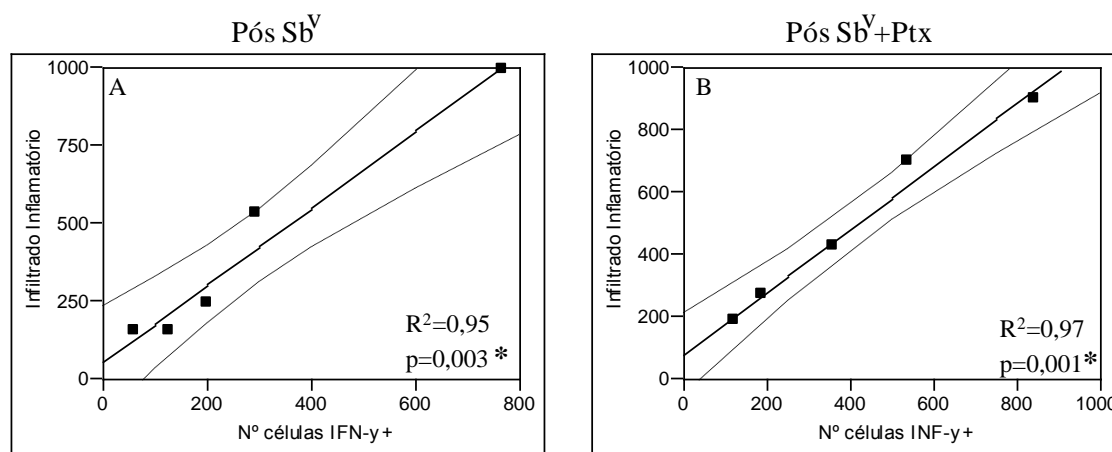 Pós Sbⱽ
A
1000
750
500
250
0
Infiltrado Inflamatório
R²=0,95
p=0,003 *
0 200 400 600 800
Nº células IFN-y+
Pós Sbⱽ+Ptx
B
1000
800
600
400
200
0
Infiltrado Inflamatório
R²=0,97
p=0,001*
0 200 400 600 800 1000
Nº células INF-y+